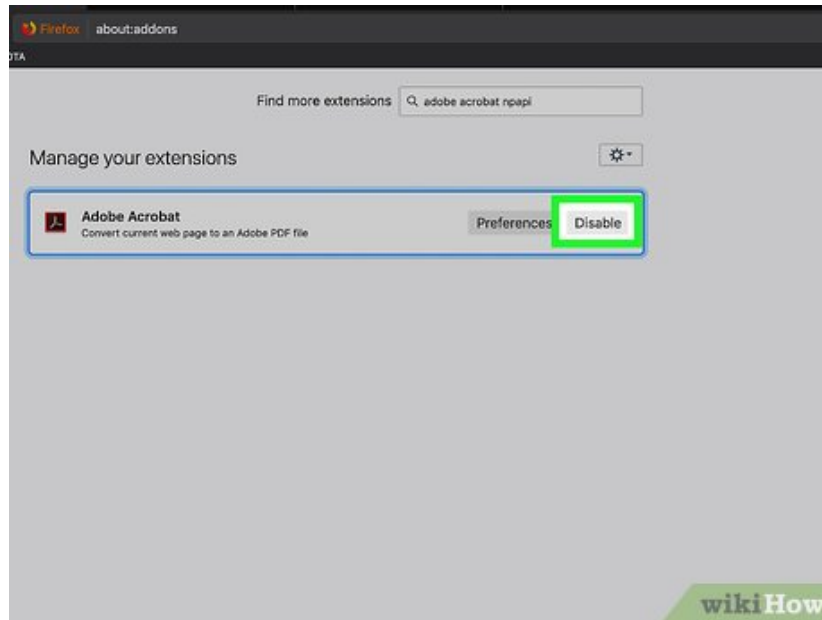 Firefox about:addons
OTA
Find more extensions adobe acrobat npapi
Manage your extensions
Adobe Acrobat
Convert current web page to an Adobe PDF file
Preferences Disable
wikiHow